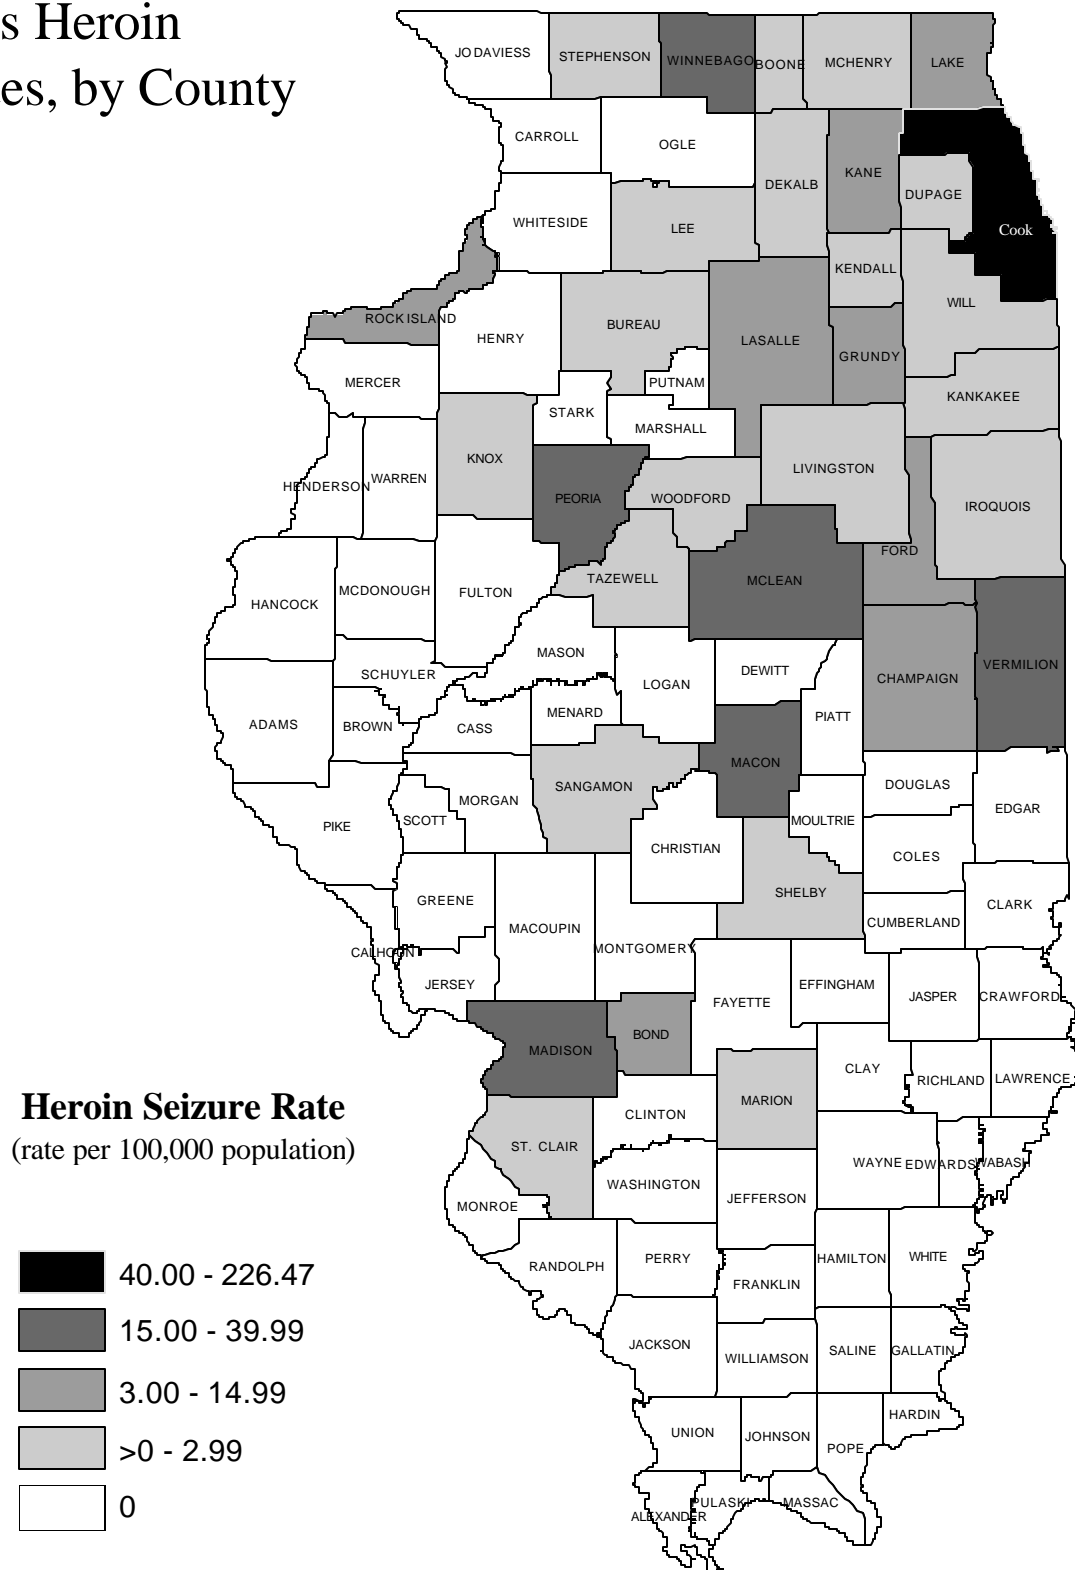 s Heroin
es, by County
JO DAVIESS
STEPHENSON
WINNEBAGO
BOONE
MCHENRY
LAKE
CARROLL
OGLE
DEKALB
KANE
DUPAGE
Cook
WHITESIDE
LEE
KENDALL
WILL
ROCK ISLAND
HENRY
BUREAU
LASALLE
GRUNDY
MERCER
PUTNAM
KANKAKEE
STARK
MARSHALL
KNOX
LIVINGSTON
HENDERSON
WARREN
PEORIA
WOODFORD
IROQUOIS
FORD
HANCOCK
MCDONOUGH
FULTON
TAZEWELL
MCLEAN
MASON
SCHUYLER
LOGAN
DEWITT
CHAMPAIGN
VERMILION
ADAMS
BROWN
CASS
MENARD
PIATT
MACON
SANGAMON
DOUGLAS
EDGAR
PIKE
SCOTT
MORGAN
MOULTRIE
CHRISTIAN
COLES
SHELBY
GREENE
MACOUPIN
CUMBERLAND
CLARK
CALHOUN
MONTGOMERY
JERSEY
FAYETTE
EFFINGHAM
JASPER
CRAWFORD
MADISON
BOND
CLAY
RICHLAND
LAWRENCE
MARION
CLINTON
ST. CLAIR
WAYNE
EDWARDS
WABASH
WASHINGTON
JEFFERSON
MONROE
RANDOLPH
PERRY
HAMILTON
WHITE
FRANKLIN
JACKSON
WILLIAMSON
SALINE
GALLATIN
UNION
JOHNSON
HARDIN
POPE
ALEXANDER
PULASKI
MASSAC
Heroin Seizure Rate
(rate per 100,000 population)
40.00 - 226.47
15.00 - 39.99
3.00 - 14.99
>0 - 2.99
0